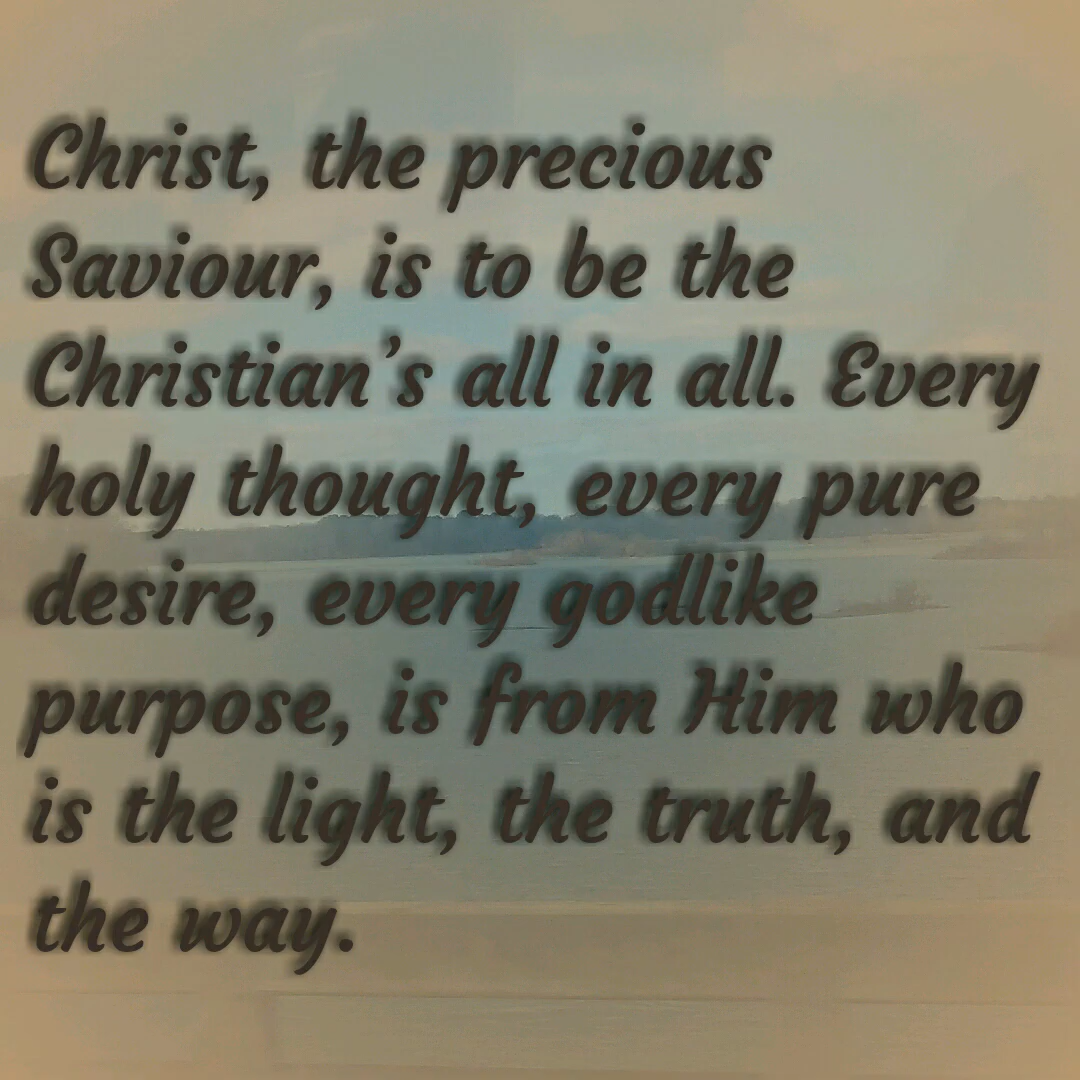 Christ, the precious
Saviour, is to be the
Christian’s all in all. Every
holy thought, every pure
desire, every godlike
purpose, is from Him who
is the light, the truth, and
the way.